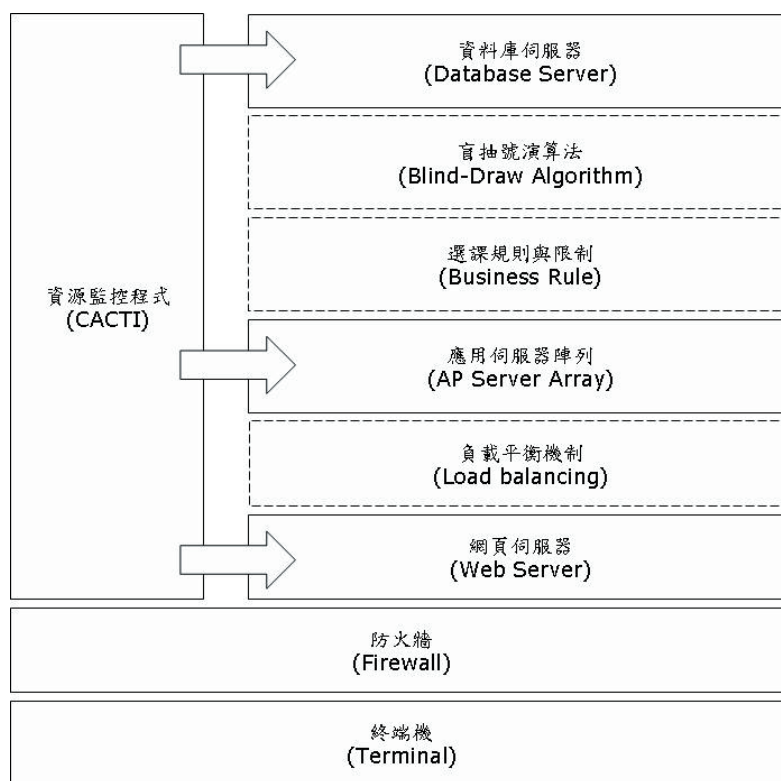 資料庫伺服器
(Database Server)
盲抽號演算法
(Blind-Draw Algorithm)
選課規則與限制
(Business Rule)
資源監控程式
(CACTI)
應用伺服器陣列
(AP Server Array)
負載平衡機制
(Load balancing)
網頁伺服器
(Web Server)
防火牆
(Firewall)
終端機
(Terminal)